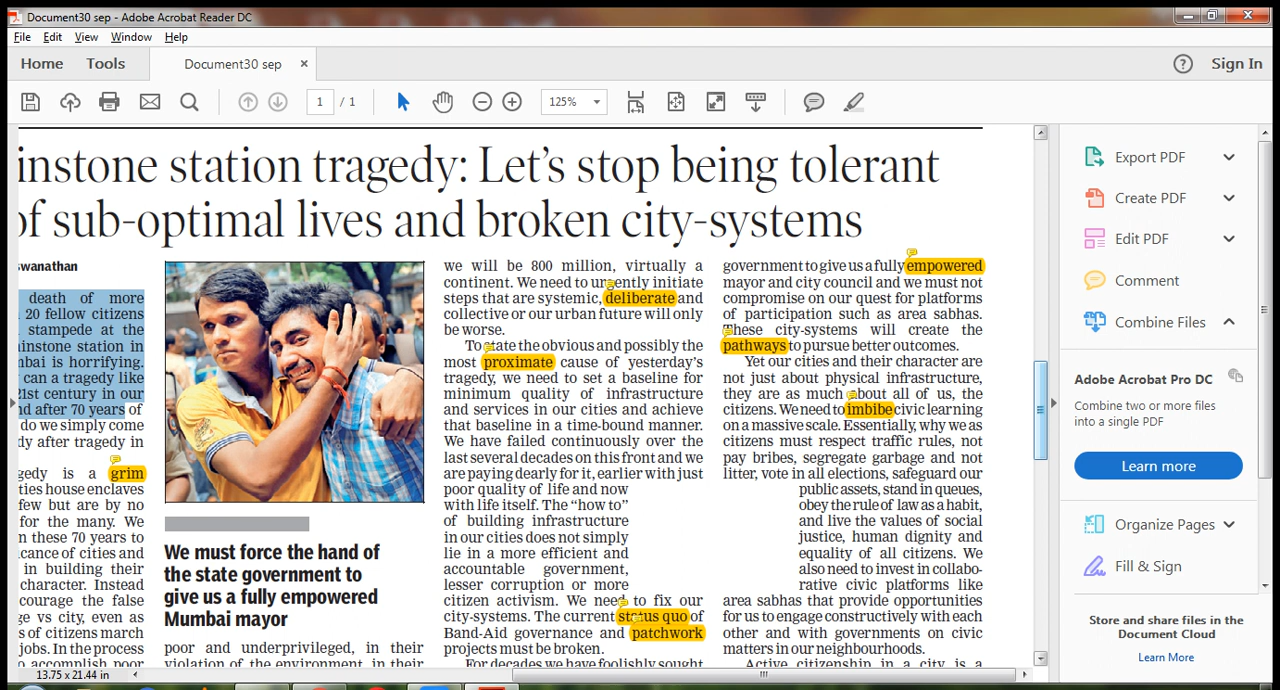 Document30 sep - Adobe Acrobat Reader DC
File Edit View Window Help
Home Tools Document30 sep × ? Sign In
1 / 1 125%
instone station tragedy: Let's stop being tolerant
of sub-optimal lives and broken city-systems
swanathan
death of more
20 fellow citizens
stampede at the
instone station in
bai is horrifying.
can a tragedy like
21st century in our
nd after 70 years of
do we simply come
dy after tragedy in
gedy is a grim
ties house enclaves
few but are by no
for the many. We
n these 70 years to
icance of cities and
in building their
character. Instead
courage the false
ge vs city, even as
s of citizens march
jobs. In the process
o accomplish poor
We must force the hand of
the state government to
give us a fully empowered
Mumbai mayor
poor and underprivileged, in their
violation of the environment, in their
we will be 800 million, virtually a
continent. We need to urgently initiate
steps that are systemic, deliberate and
collective or our urban future will only
be worse.
To state the obvious and possibly the
most proximate cause of yesterday's
tragedy, we need to set a baseline for
minimum quality of infrastructure
and services in our cities and achieve
that baseline in a time-bound manner.
We have failed continuously over the
last several decades on this front and we
are paying dearly for it, earlier with just
poor quality of life and now
with life itself. The "how to"
of building infrastructure
in our cities does not simply
lie in a more efficient and
accountable government,
lesser corruption or more
citizen activism. We need to fix our
city-systems. The current status quo of
Band-Aid governance and patchwork
projects must be broken.
For decades we have foolishly sought
government to give us a fully empowered
mayor and city council and we must not
compromise on our quest for platforms
of participation such as area sabhas.
These city-systems will create the
pathways to pursue better outcomes.
Yet our cities and their character are
not just about physical infrastructure,
they are as much about all of us, the
citizens. We need to imbibe civic learning
on a massive scale. Essentially, why we as
citizens must respect traffic rules, not
pay bribes, segregate garbage and not
litter, vote in all elections, safeguard our
public assets, stand in queues,
obey the rule of law as a habit,
and live the values of social
justice, human dignity and
equality of all citizens. We
also need to invest in collabo-
rative civic platforms like
area sabhas that provide opportunities
for us to engage constructively with each
other and with governments on civic
matters in our neighbourhoods.
Active citizenship in a city is a
13.75 x 21.44 in
Export PDF
Create PDF
Edit PDF
Comment
Combine Files
Adobe Acrobat Pro DC
Combine two or more files
into a single PDF
Learn more
Organize Pages
Fill & Sign
Store and share files in the
Document Cloud
Learn More